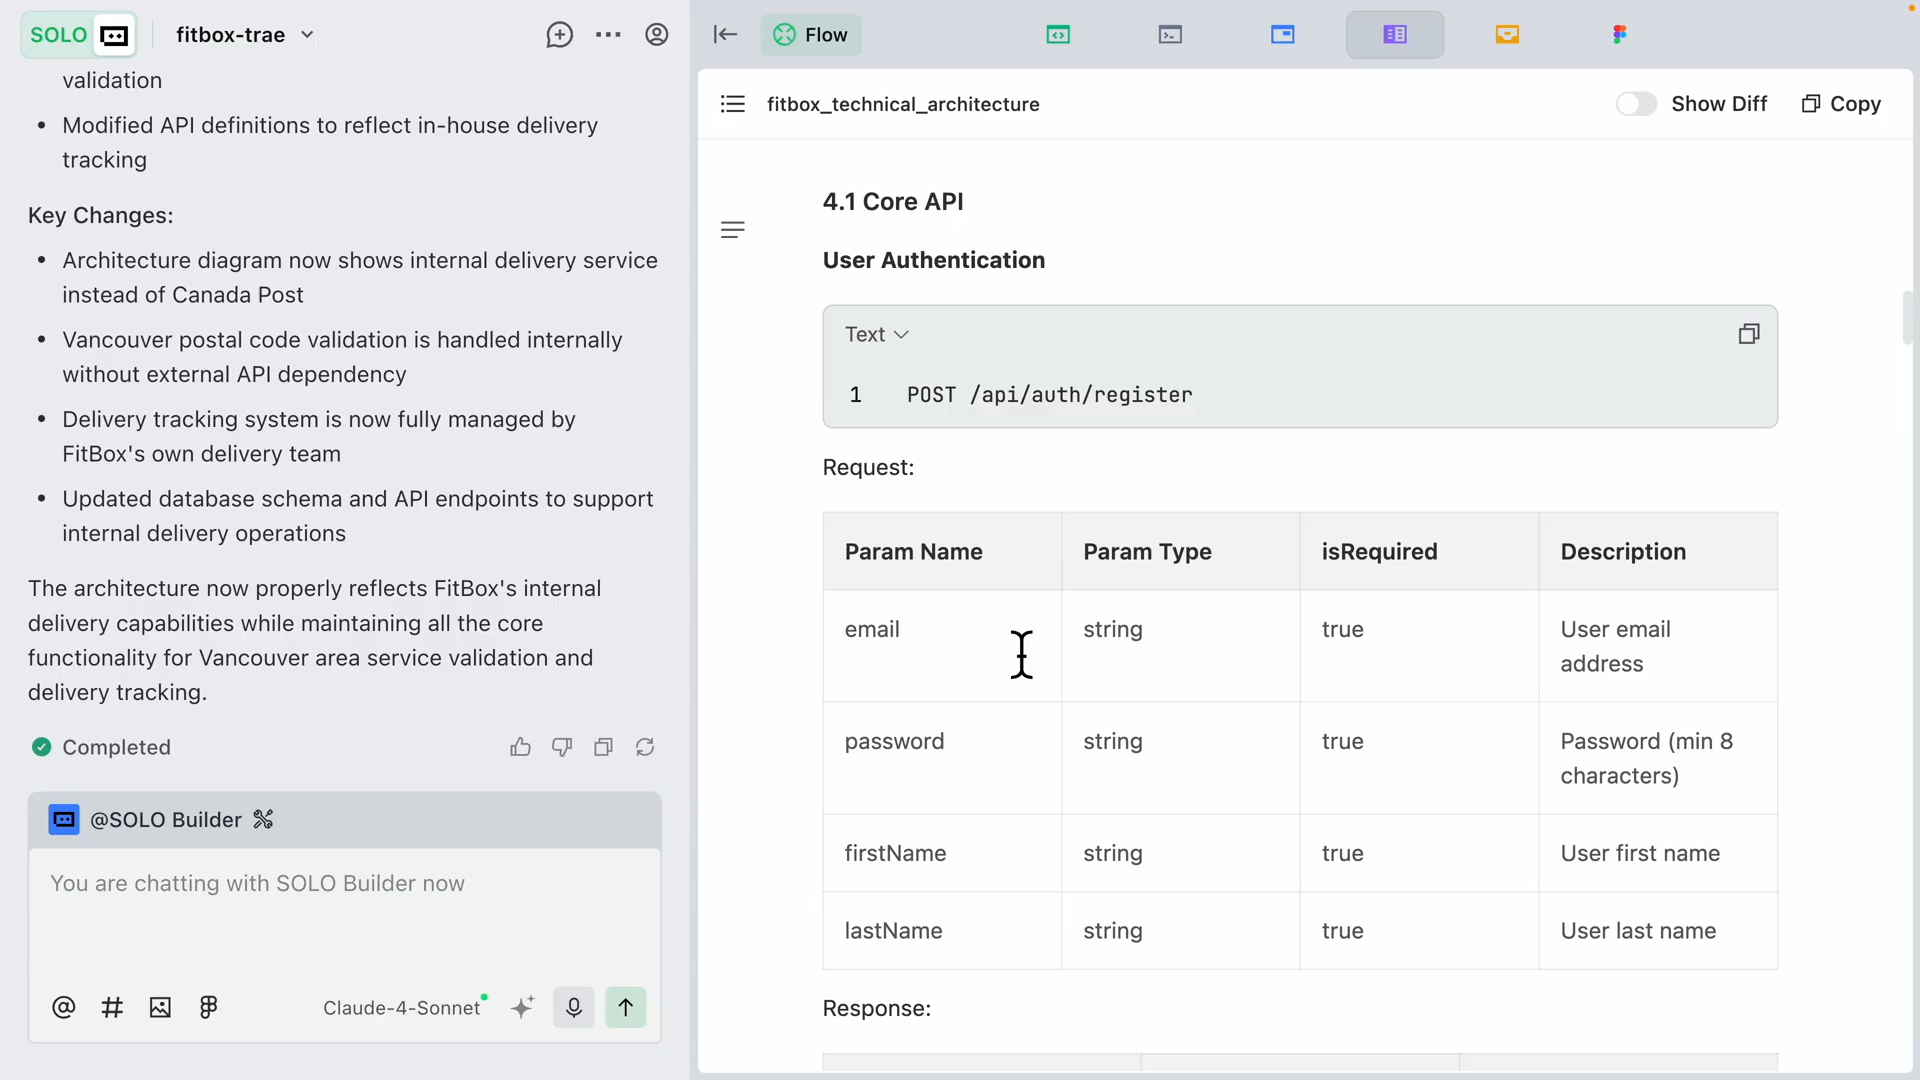 SOLO
fitbox-trae
validation
• Modified API definitions to reflect in-house delivery
tracking
Key Changes:
• Architecture diagram now shows internal delivery service
instead of Canada Post
• Vancouver postal code validation is handled internally
without external API dependency
• Delivery tracking system is now fully managed by
FitBox's own delivery team
• Updated database schema and API endpoints to support
internal delivery operations
The architecture now properly reflects FitBox's internal
delivery capabilities while maintaining all the core
functionality for Vancouver area service validation and
delivery tracking.
Completed
@SOLO Builder
You are chatting with SOLO Builder now
Claude-4-Sonnet
Flow
fitbox_technical_architecture
Show Diff
Copy
4.1 Core API
User Authentication
Text
1 POST /api/auth/register
Request:
Param Name Param Type isRequired Description
email string true User email
address
password string true Password (min 8
characters)
firstName string true User first name
lastName string true User last name
Response: